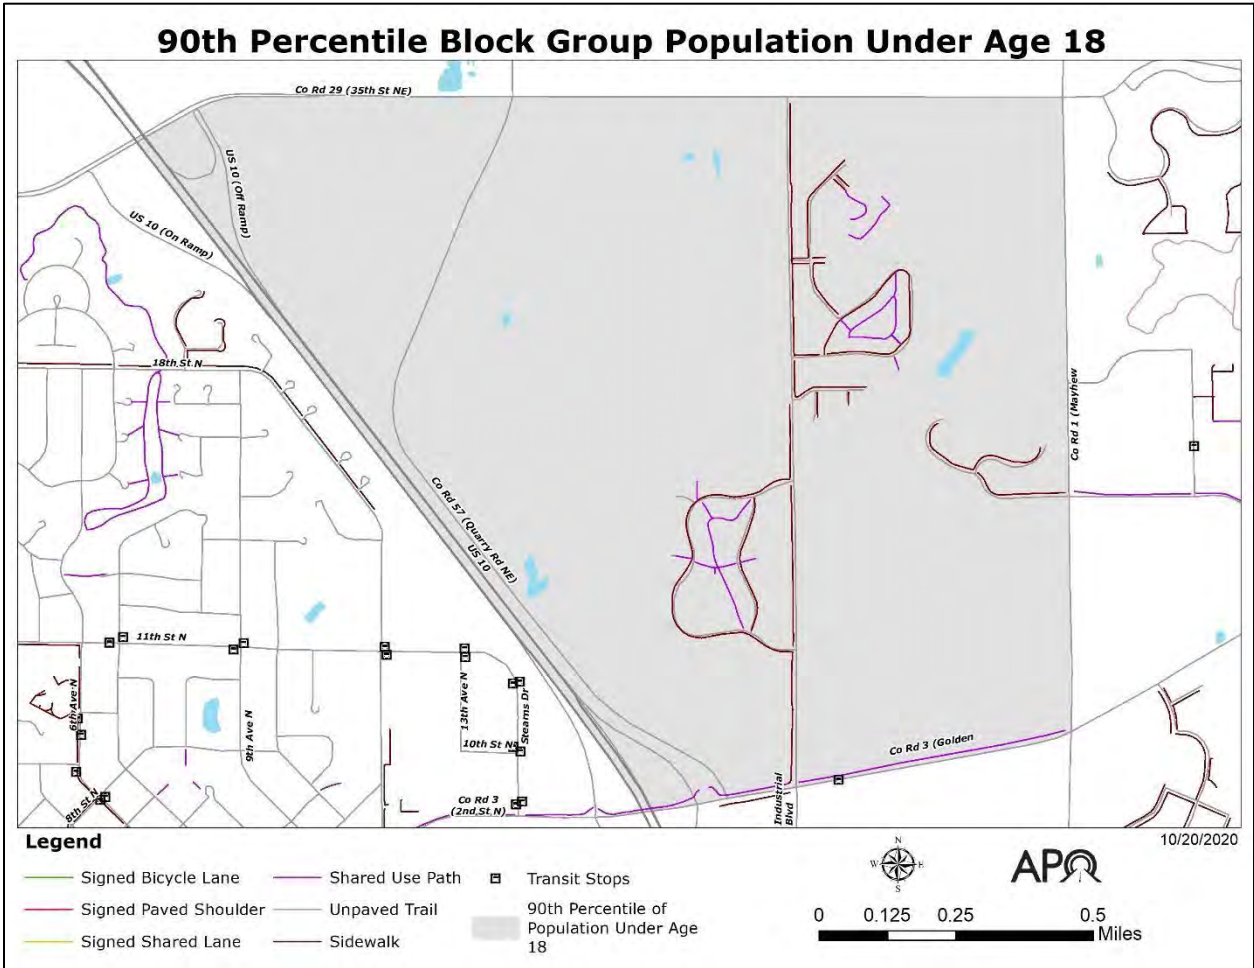 90th Percentile Block Group Population Under Age 18
Co Rd 29 (35th St NE)
US 10 (Off Ramp)
US 10 (On Ramp)
18th St N
Co Rd 1 (Mayhew
Co Rd 57 (Quarry Rd NE)
US 10
11th St N
6th Ave N
9th Ave N
13th Ave N
Stearns Dr
10th St N
8th St N
Co Rd 3
(2nd St N)
Industrial
Blvd
Co Rd 3 (Golden
10/20/2020
Legend
Signed Bicycle Lane
Signed Paved Shoulder
Signed Shared Lane
Shared Use Path
Unpaved Trail
Sidewalk
Transit Stops
90th Percentile of
Population Under Age
18
N
W
E
S
APO
0 0.125 0.25 0.5
Miles